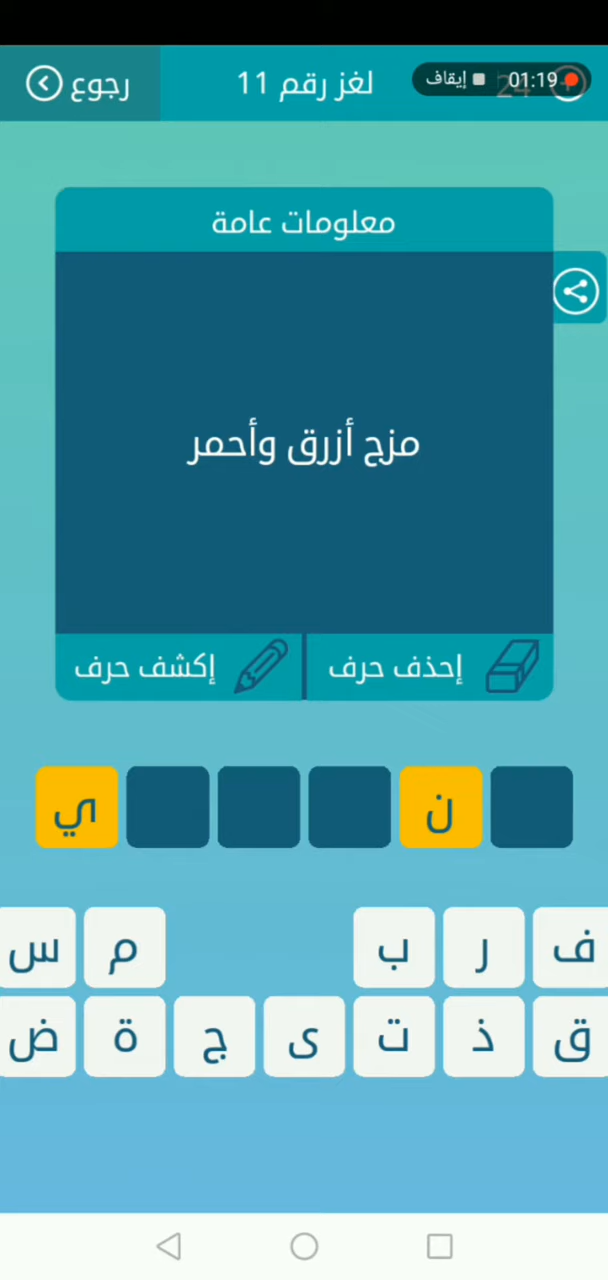 لغز رقم 11
01:19 إيقاف
رجوع
معلومات عامة
مزج أزرق وأحمر
إحذف حرف
إكشف حرف
ن ي
ف ر ب م س
ق ذ ت ى ج ة ض